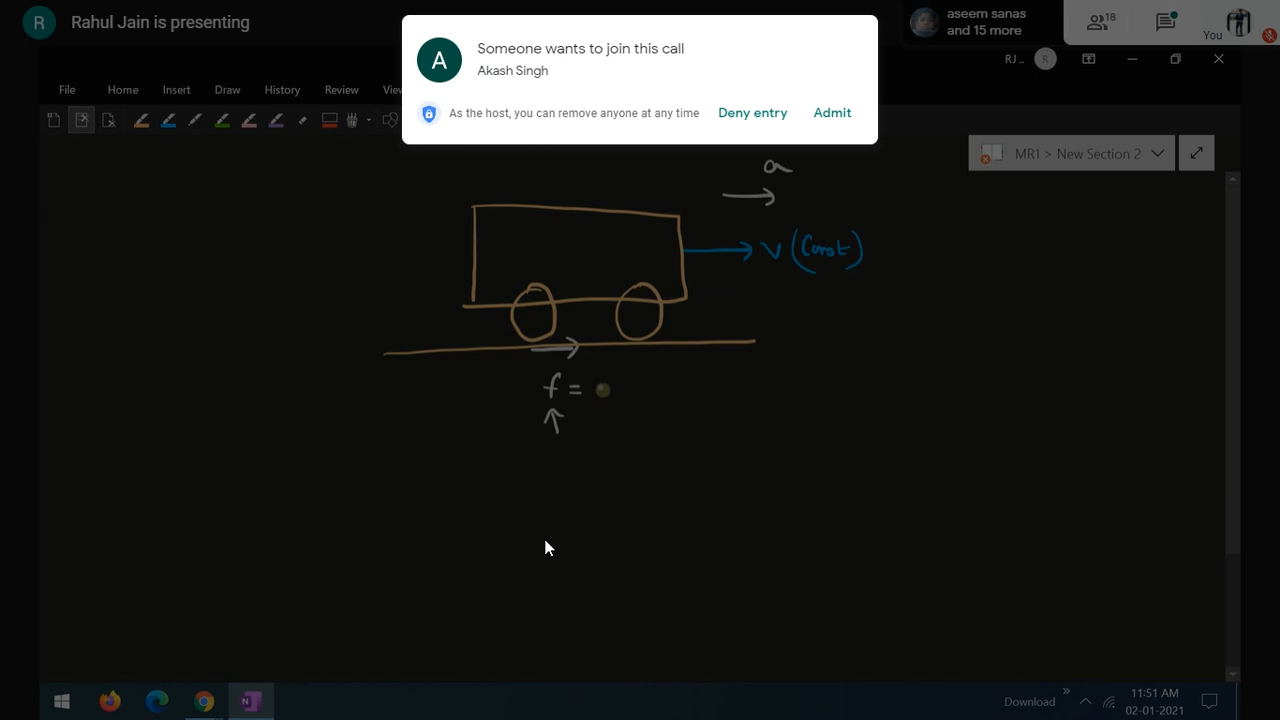 R Rahul Jain is presenting
Someone wants to join this call
A
Akash Singh
As the host, you can remove anyone at any time Deny entry Admit
aseem sanas
and 15 more
18
You
RJ .. R
File Home Insert Draw History Review
MR1 > New Section 2
a
v (const)
f =
Download » 11:51 AM
02-01-2021